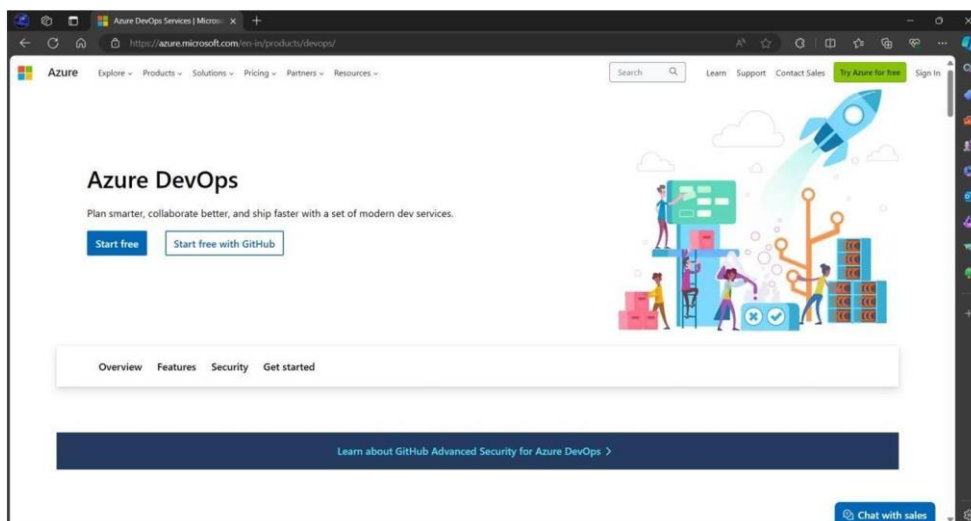 Azure DevOps Services | Micros
https://azure.microsoft.com/en-in/products/devops/
Azure Explore Products Solutions Pricing Partners Resources Search Learn Support Contact Sales Try Azure for free Sign In
Azure DevOps
Plan smarter, collaborate better, and ship faster with a set of modern dev services.
Start free Start free with GitHub
Overview Features Security Get started
Learn about GitHub Advanced Security for Azure DevOps >
Chat with sales